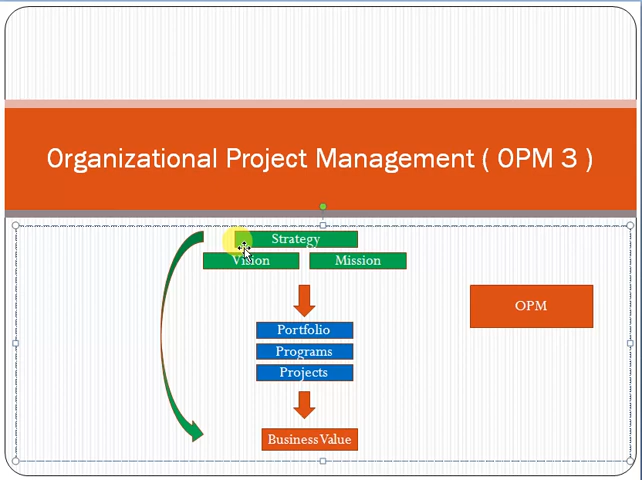 Organizational Project Management ( OPM 3 )
Strategy
Vision
Mission
OPM
Portfolio
Programs
Projects
Business Value